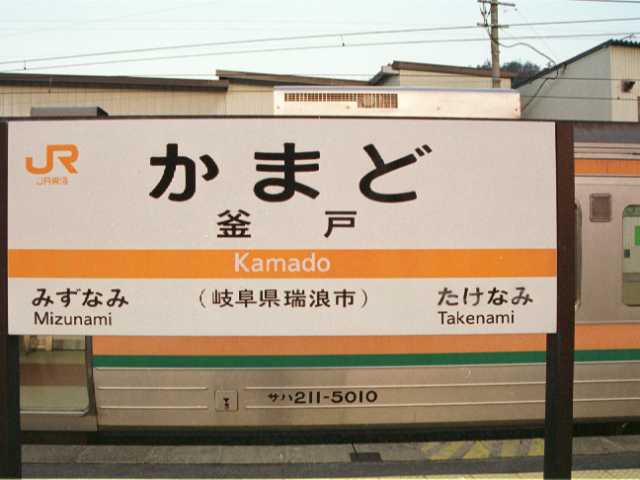 JR
JR東海
かまど
釜戸
Kamado
みずなみ
Mizunami
(岐阜県瑞浪市)
たけなみ
Takenami
サハ211-5010